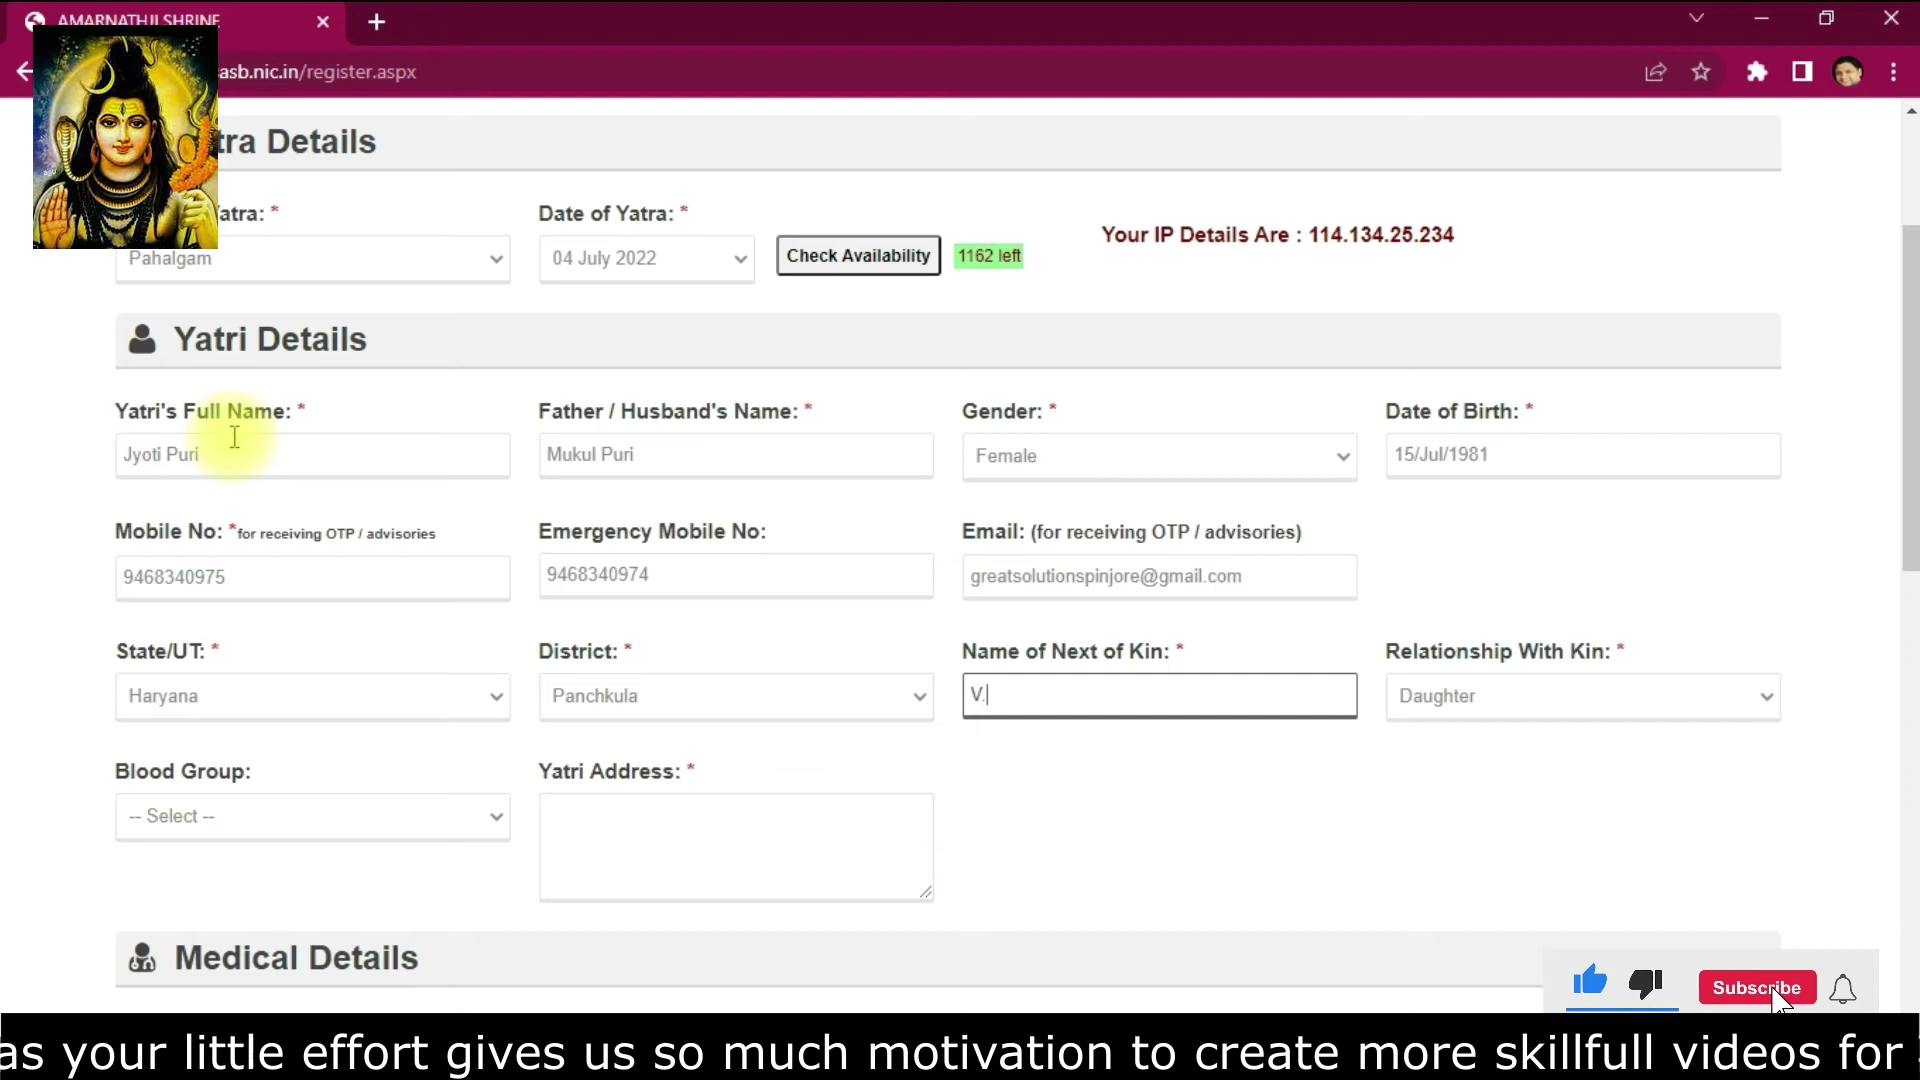 AMARNATHJI SHRINE
asb.nic.in/register.aspx
tra Details
atra: *
Date of Yatra: *
Your IP Details Are : 114.134.25.234
Pahalgam
04 July 2022
Check Availability
1162 left
Yatri Details
Yatri's Full Name: *
Father / Husband's Name: *
Gender: *
Date of Birth: *
Jyoti Puri
Mukul Puri
Female
15/Jul/1981
Mobile No: *for receiving OTP / advisories
Emergency Mobile No:
Email: (for receiving OTP / advisories)
9468340975
9468340974
greatsolutionspinjore@gmail.com
State/UT: *
District: *
Name of Next of Kin: *
Relationship With Kin: *
Haryana
Panchkula
V.
Daughter
Blood Group:
Yatri Address: *
-- Select --
Medical Details
Subscribe
as your little effort gives us so much motivation to create more skillfull videos for